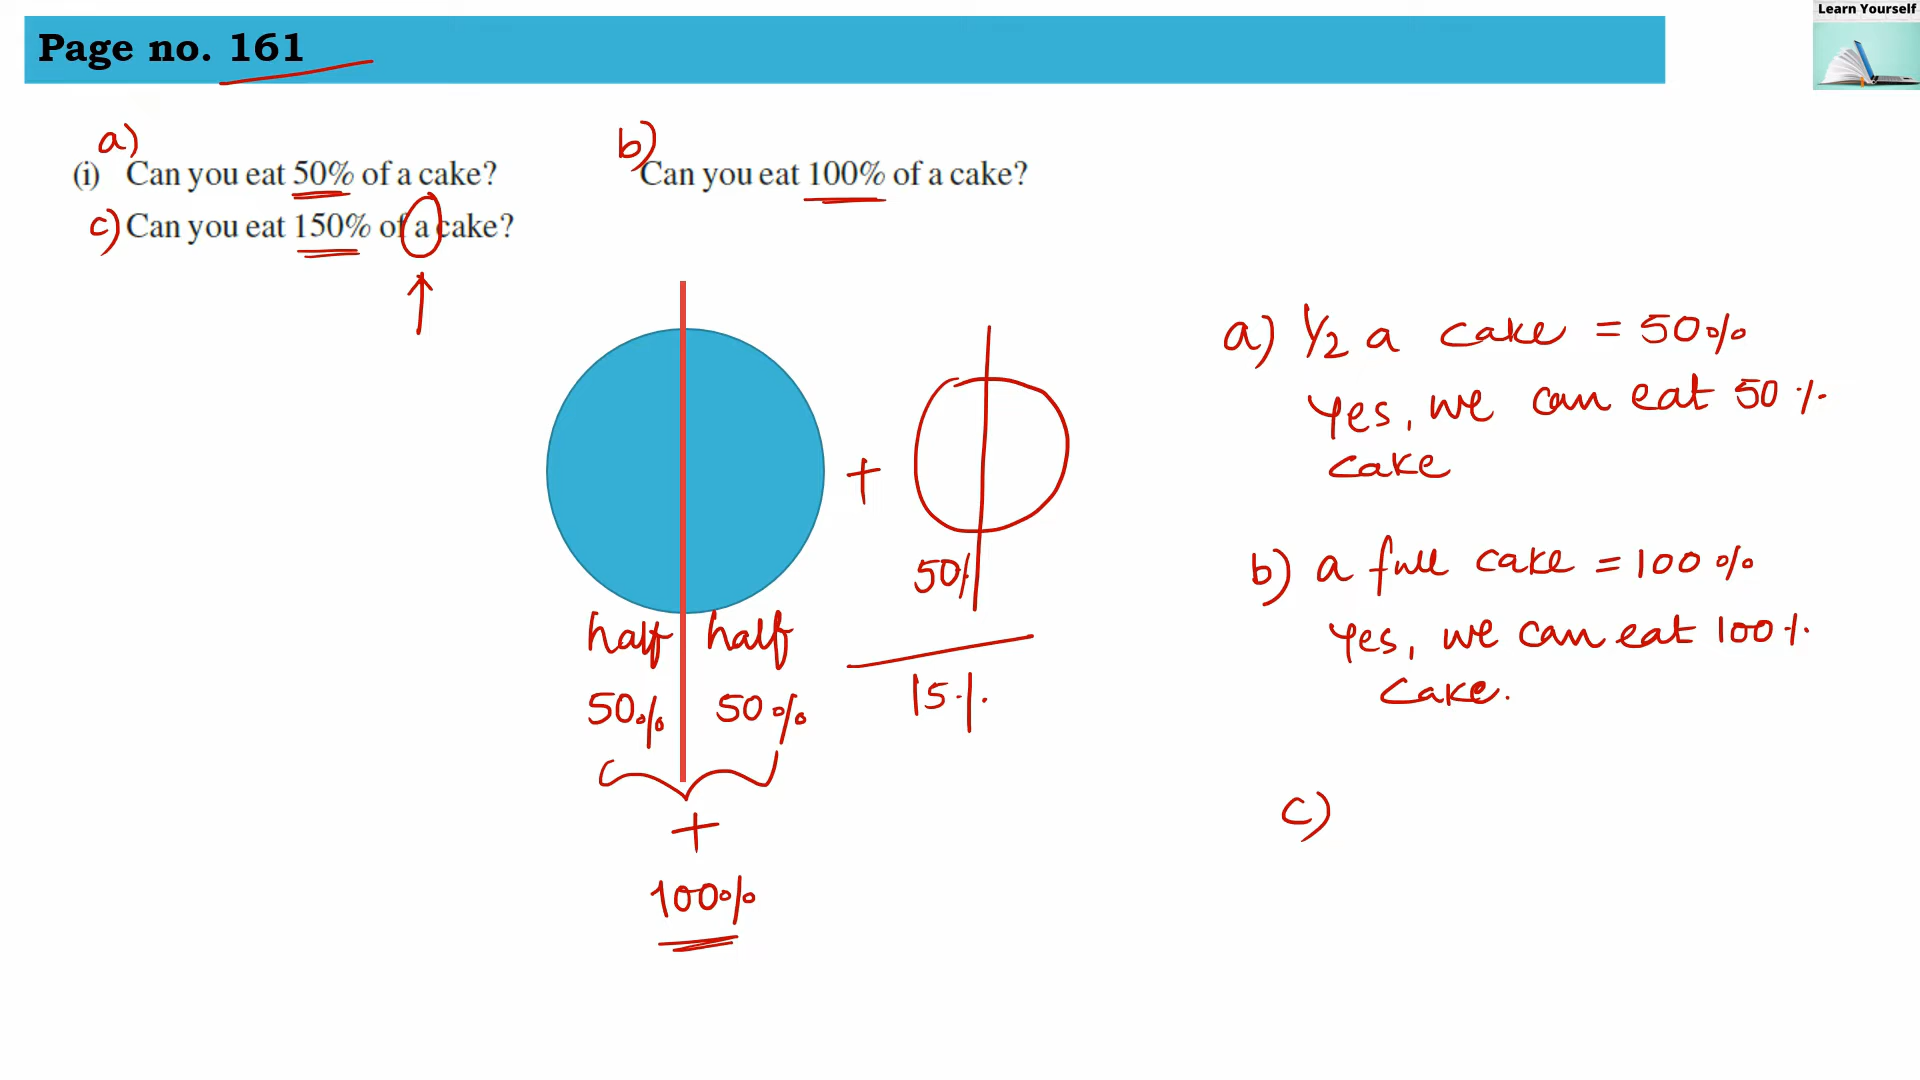 Learn Yourself
Page no. 161
a)
(i) Can you eat 50% of a cake?
b)
Can you eat 100% of a cake?
c) Can you eat 150% of a cake?
a) 1/2 a cake = 50%
Yes, we can eat 50%
cake
+
50%
b) a full cake = 100%
half half
Yes, we can eat 100%
cake.
50% 50%
15%
c)
+
100%